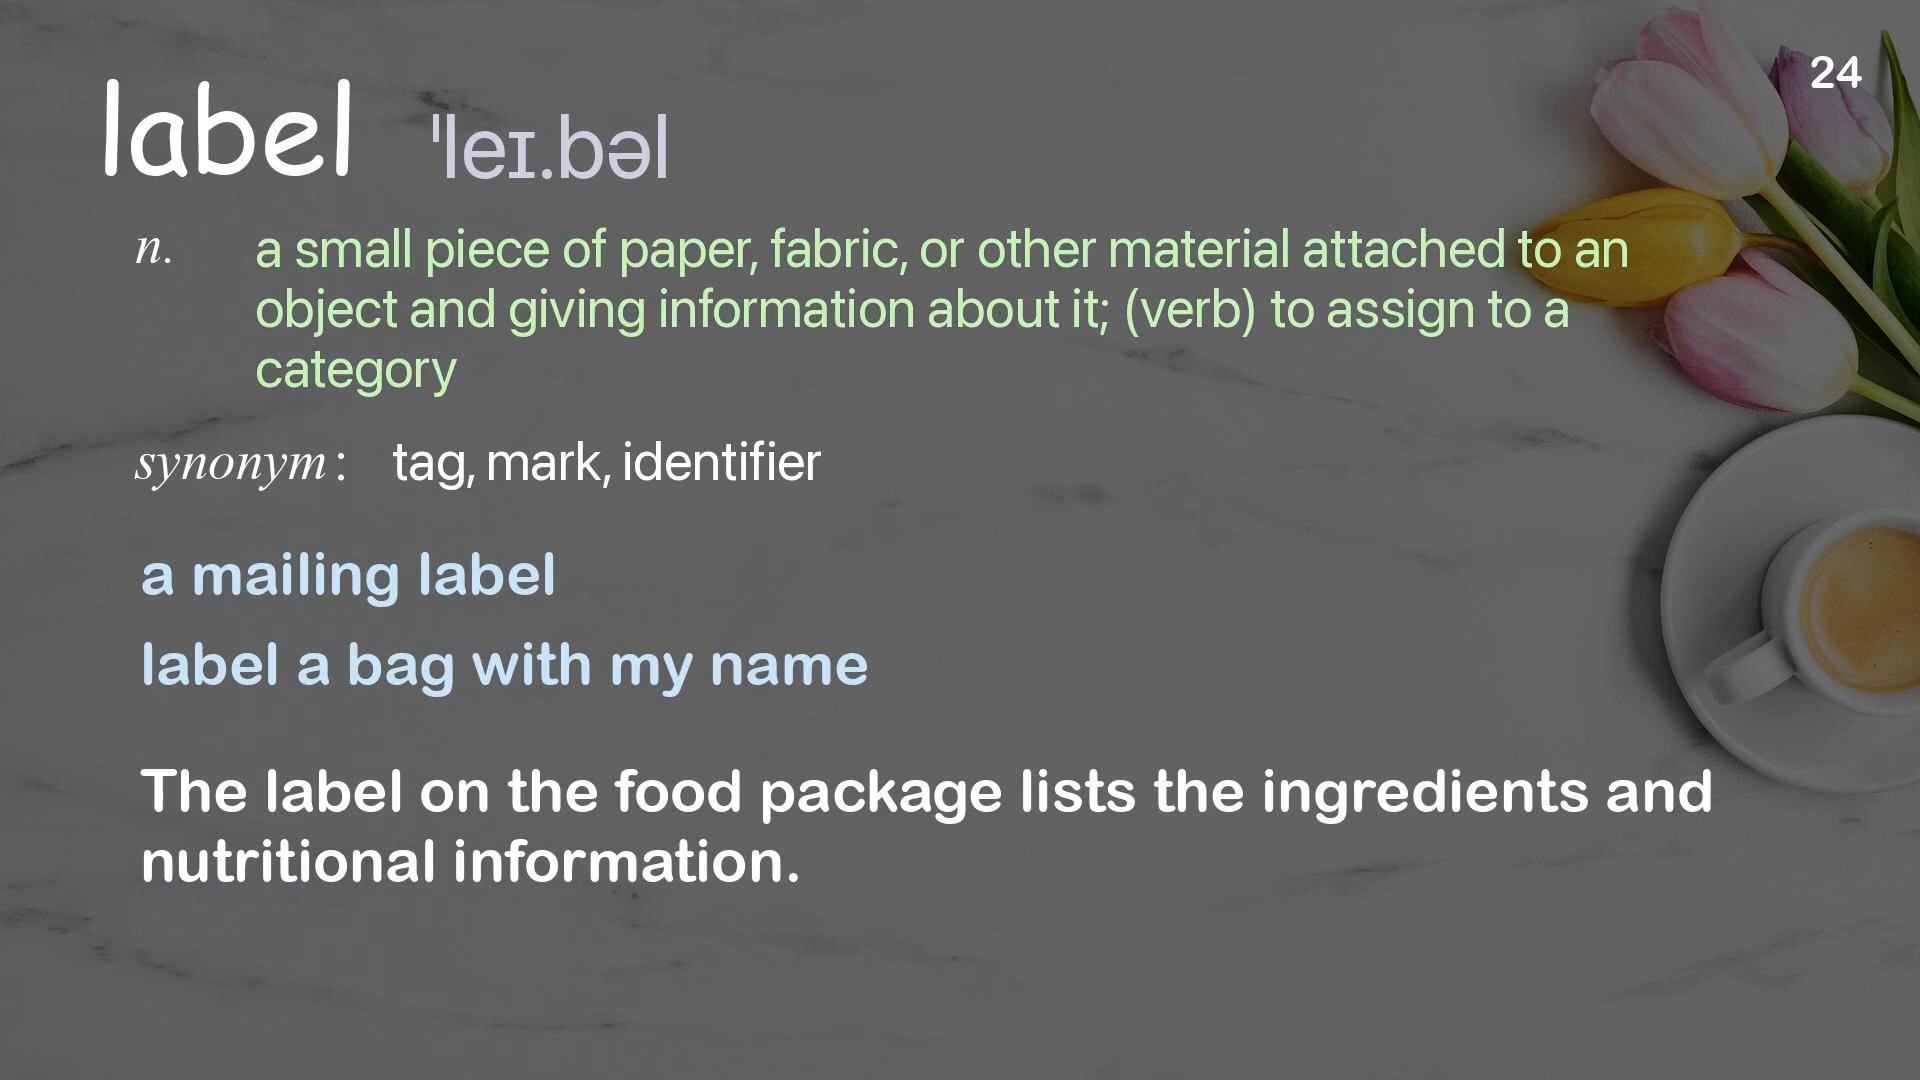 24
label ˈleɪ.bəl
n. a small piece of paper, fabric, or other material attached to an
object and giving information about it; (verb) to assign to a
category
synonym: tag, mark, identifier
a mailing label
label a bag with my name
The label on the food package lists the ingredients and
nutritional information.